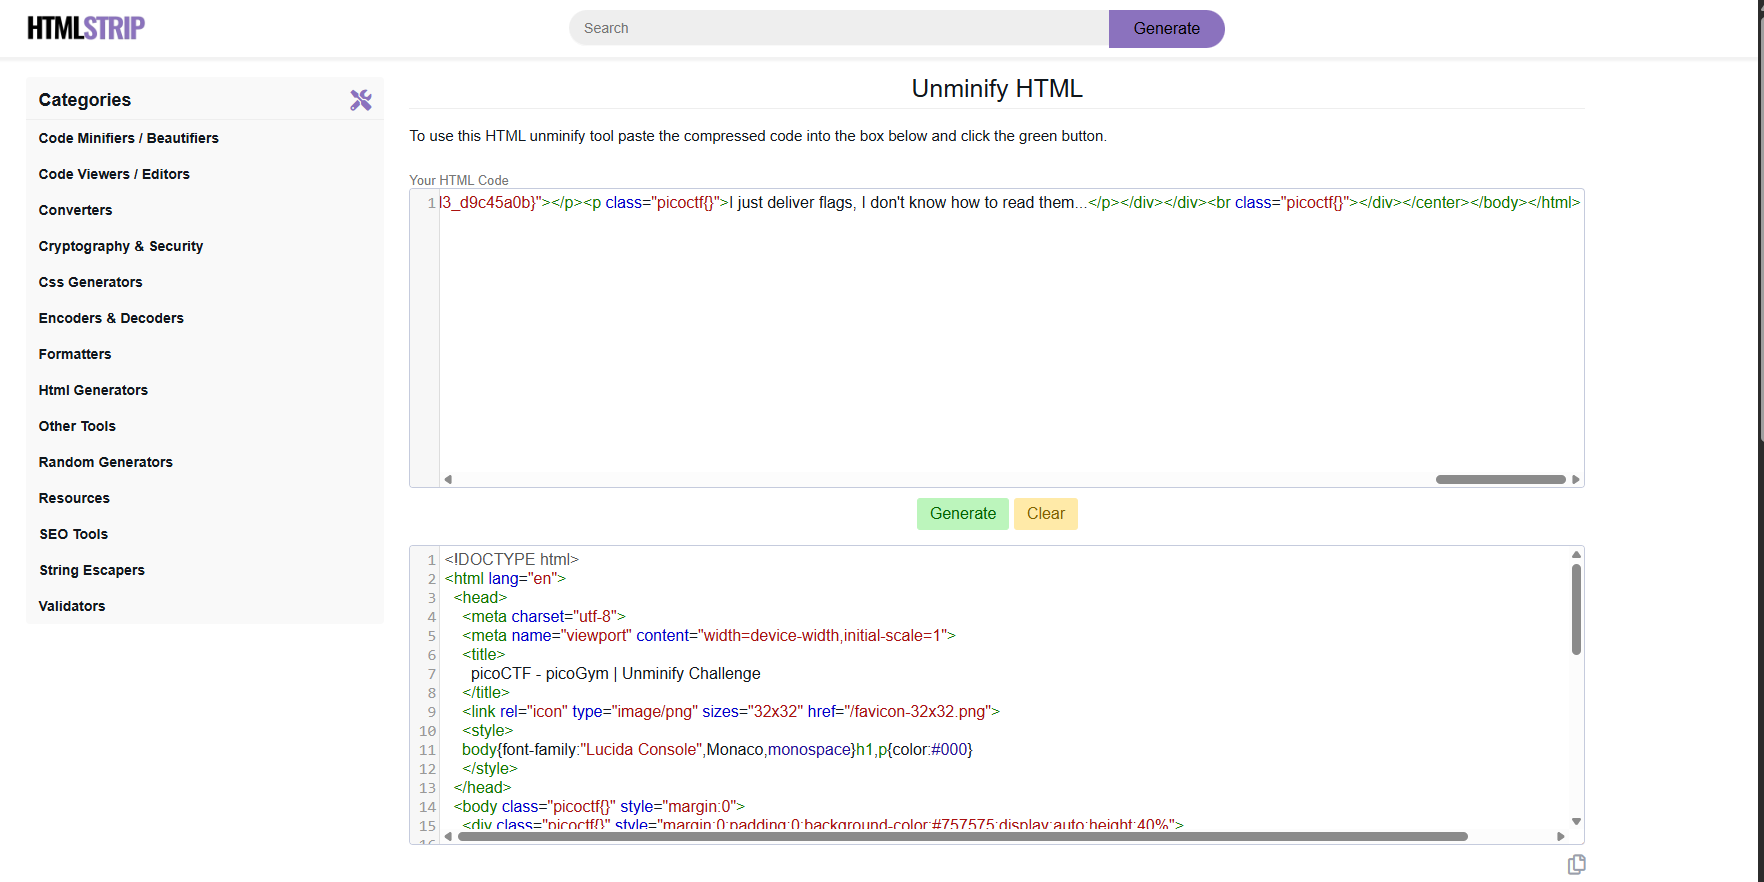 HTMLSTRIP
Search
Generate
Categories
Code Minifiers / Beautifiers
Code Viewers / Editors
Converters
Cryptography & Security
Css Generators
Encoders & Decoders
Formatters
Html Generators
Other Tools
Random Generators
Resources
SEO Tools
String Escapers
Validators
Unminify HTML
To use this HTML unminify tool paste the compressed code into the box below and click the green button.
Your HTML Code
1 l3_d9c45a0b}"></p><p class="picoctf{}">I just deliver flags, I don't know how to read them...</p></div></div><br class="picoctf{}"></div></center></body></html>
Generate
Clear
1 <!DOCTYPE html>
2 <html lang="en">
3 <head>
4 <meta charset="utf-8">
5 <meta name="viewport" content="width=device-width,initial-scale=1">
6 <title>
7 picoCTF - picoGym | Unminify Challenge
8 </title>
9 <link rel="icon" type="image/png" sizes="32x32" href="/favicon-32x32.png">
10 <style>
11 body{font-family:"Lucida Console",Monaco,monospace}h1,p{color:#000}
12 </style>
13 </head>
14 <body class="picoctf{}" style="margin:0">
15 <div class="picoctf{}" style="margin:0;padding:0;background-color:#757575;display:auto;height:40%">
16